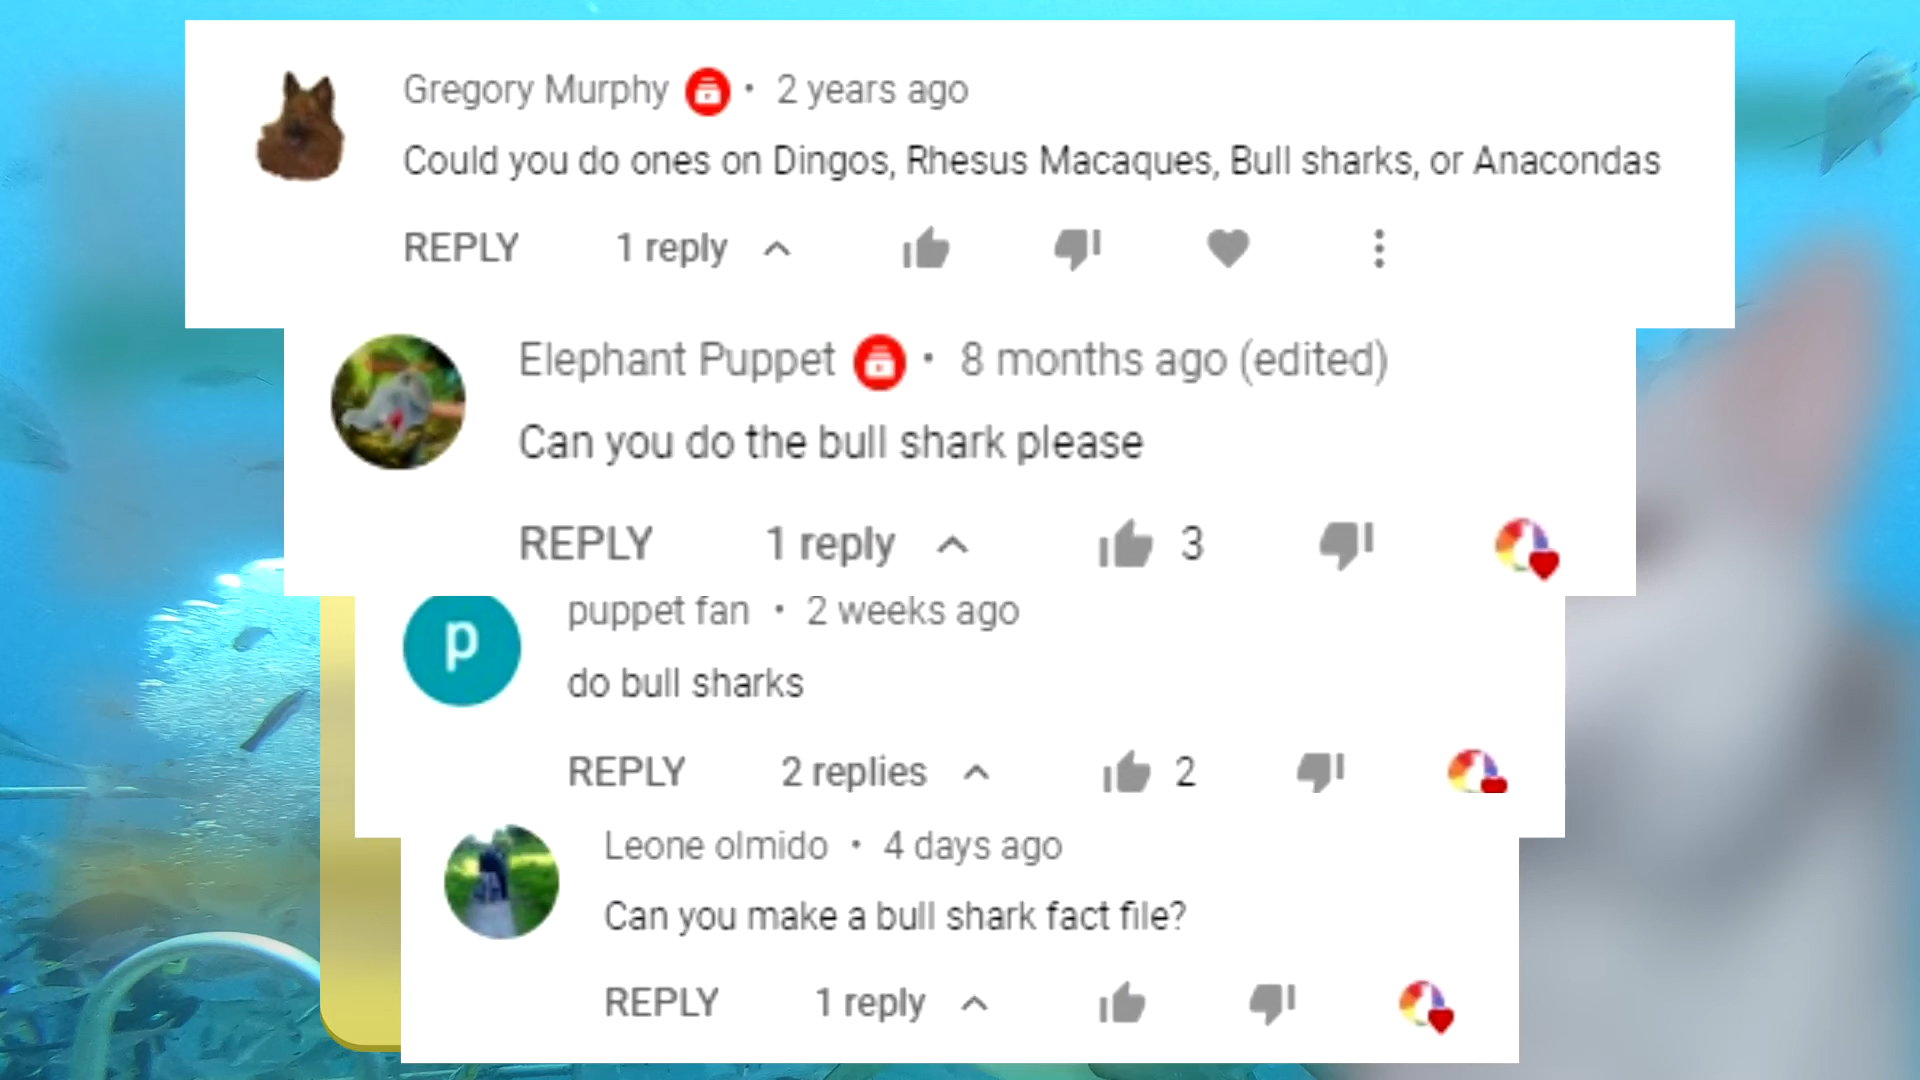 Gregory Murphy • 2 years ago
Could you do ones on Dingos, Rhesus Macaques, Bull sharks, or Anacondas
REPLY 1 reply
Elephant Puppet • 8 months ago (edited)
Can you do the bull shark please
REPLY 1 reply 3
p
puppet fan • 2 weeks ago
do bull sharks
REPLY 2 replies 2
Leone olmido • 4 days ago
Can you make a bull shark fact file?
REPLY 1 reply